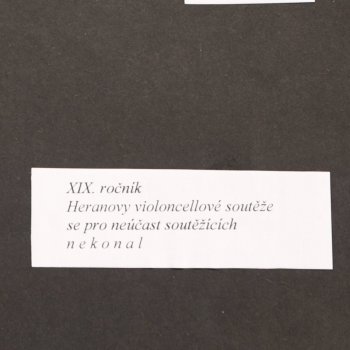 XIX. ročník
Heranovy violoncellové soutěže
se pro neúčast soutěžících
n e k o n a l